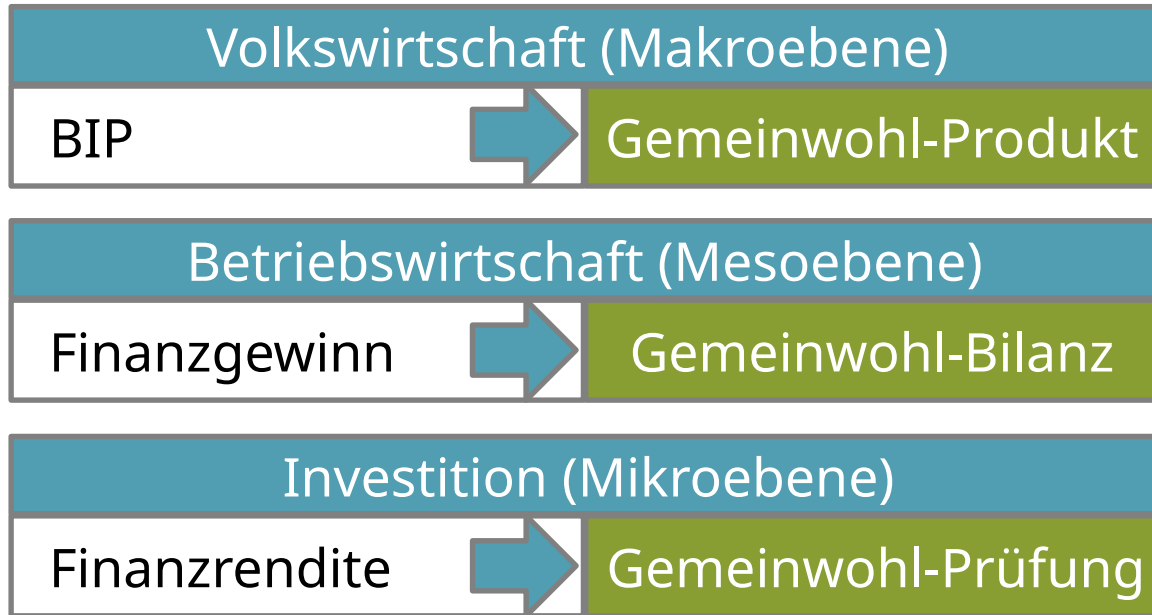 Volkswirtschaft (Makroebene)
BIP
Gemeinwohl-Produkt
Betriebswirtschaft (Mesoebene)
Finanzgewinn
Gemeinwohl-Bilanz
Investition (Mikroebene)
Finanzrendite
Gemeinwohl-Prüfung